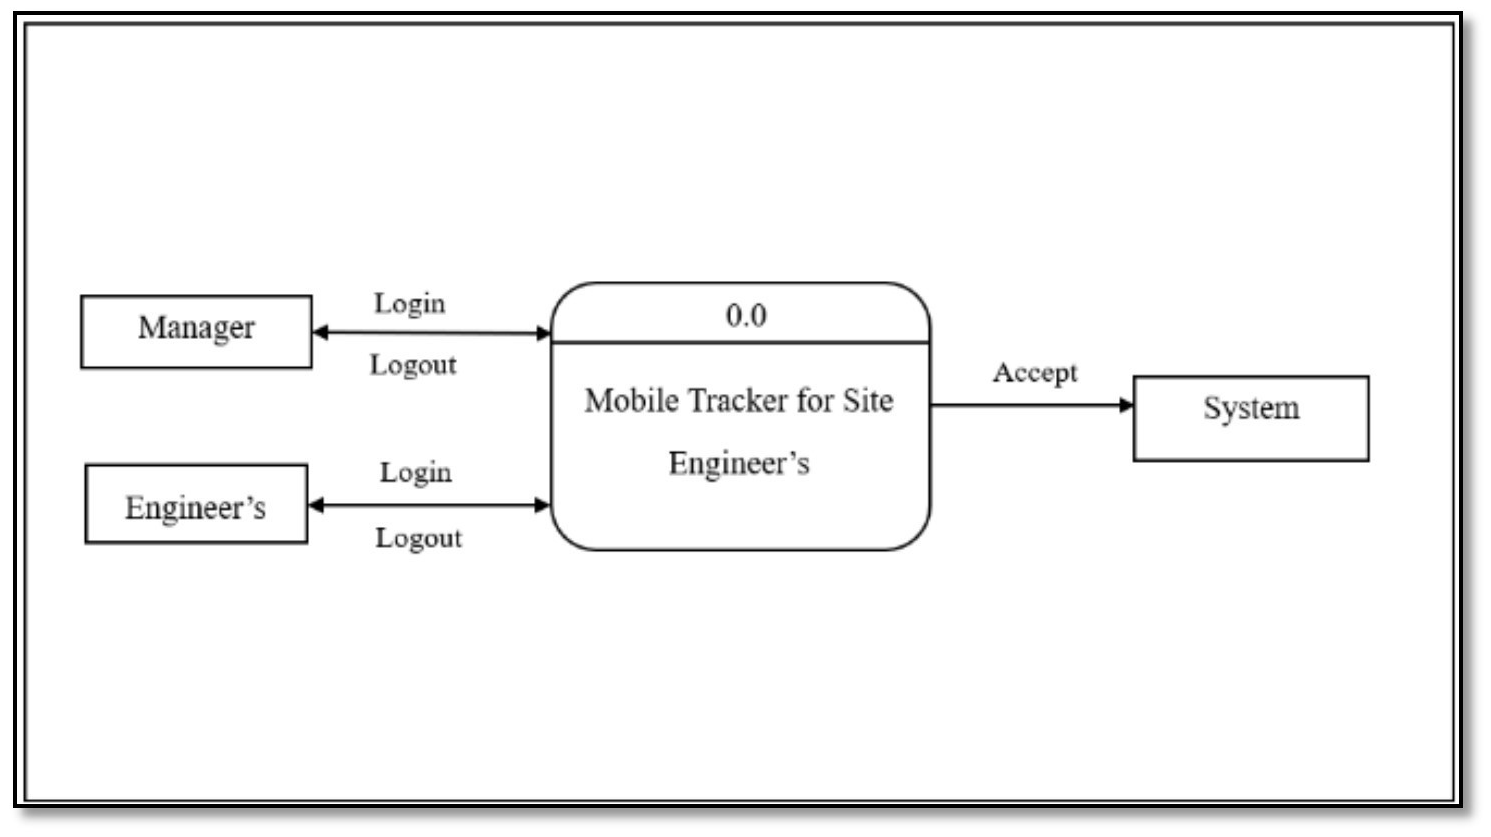 Manager
Login
Logout
Engineer’s
Login
Logout
0.0
Mobile Tracker for Site
Engineer’s
Accept
System